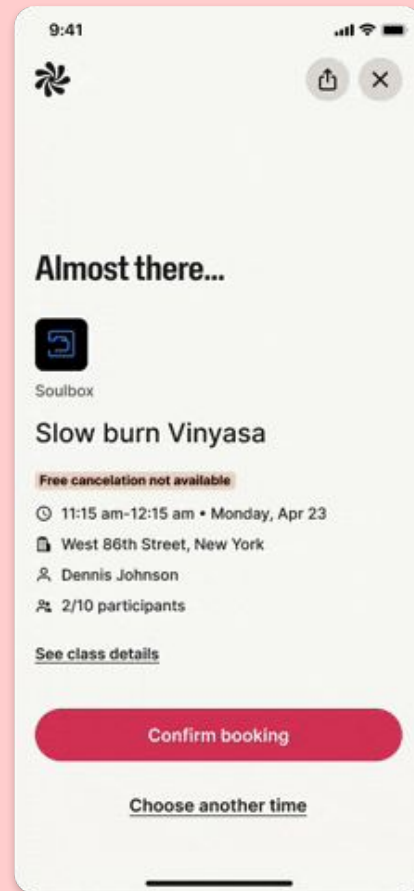 9:41
Almost there...
Soulbox
Slow burn Vinyasa
Free cancelation not available
11:15 am-12:15 am • Monday, Apr 23
West 86th Street, New York
Dennis Johnson
2/10 participants
See class details
Confirm booking
Choose another time